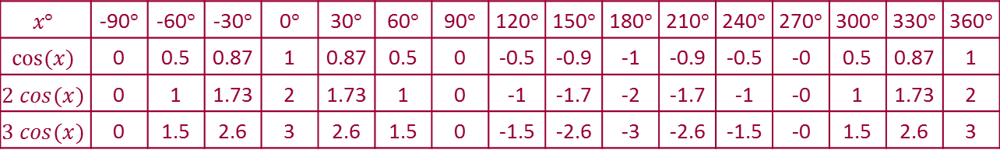 x° -90° -60° -30° 0° 30° 60° 90° 120° 150° 180° 210° 240° 270° 300° 330° 360°
cos(x) 0 0.5 0.87 1 0.87 0.5 0 -0.5 -0.9 -1 -0.9 -0.5 -0 0.5 0.87 1
2 cos(x) 0 1 1.73 2 1.73 1 0 -1 -1.7 -2 -1.7 -1 -0 1 1.73 2
3 cos(x) 0 1.5 2.6 3 2.6 1.5 0 -1.5 -2.6 -3 -2.6 -1.5 -0 1.5 2.6 3